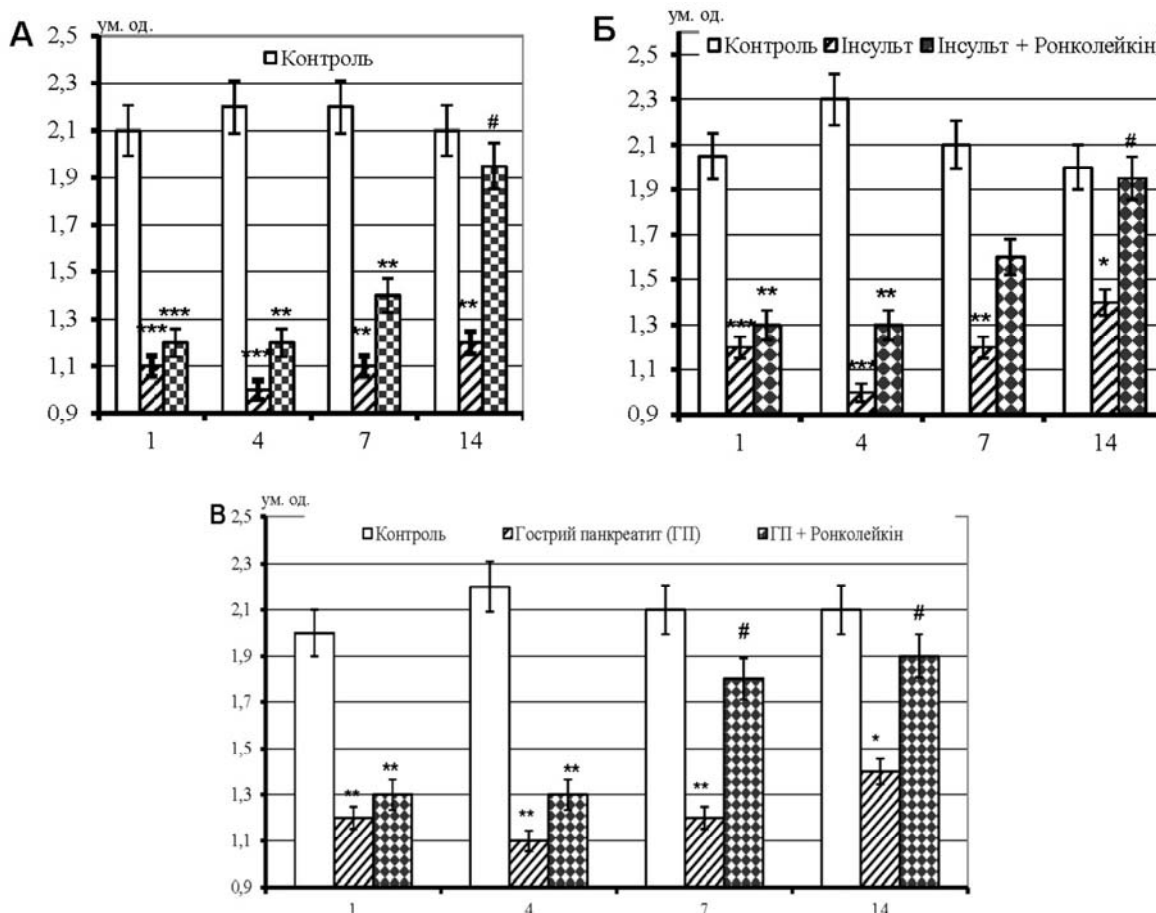 А
ум. од.
2,5
2,3
2,1
1,9
1,7
1,5
1,3
1,1
0,9
Контроль
#
*** *** *** ** ** ** **
1 4 7 14
Б
ум. од.
2,5
2,3
2,1
1,9
1,7
1,5
1,3
1,1
0,9
Контроль Інсульт Інсульт + Ронколейкін
#
*** ** *** ** ** *
1 4 7 14
В
ум. од.
2,5
2,3
2,1
1,9
1,7
1,5
1,3
1,1
0,9
Контроль Гострий панкреатит (ГП) ГП + Ронколейкін
# #
** ** ** ** ** *
1 4 7 14